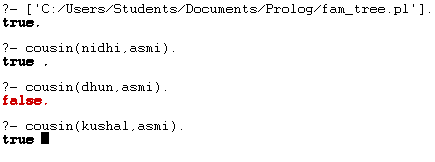 ?- ['C:/Users/Students/Documents/Prolog/fam_tree.pl'].
true.
?- cousin(nidhi,asmi).
true .
?- cousin(dhun,asmi).
false.
?- cousin(kushal,asmi).
true